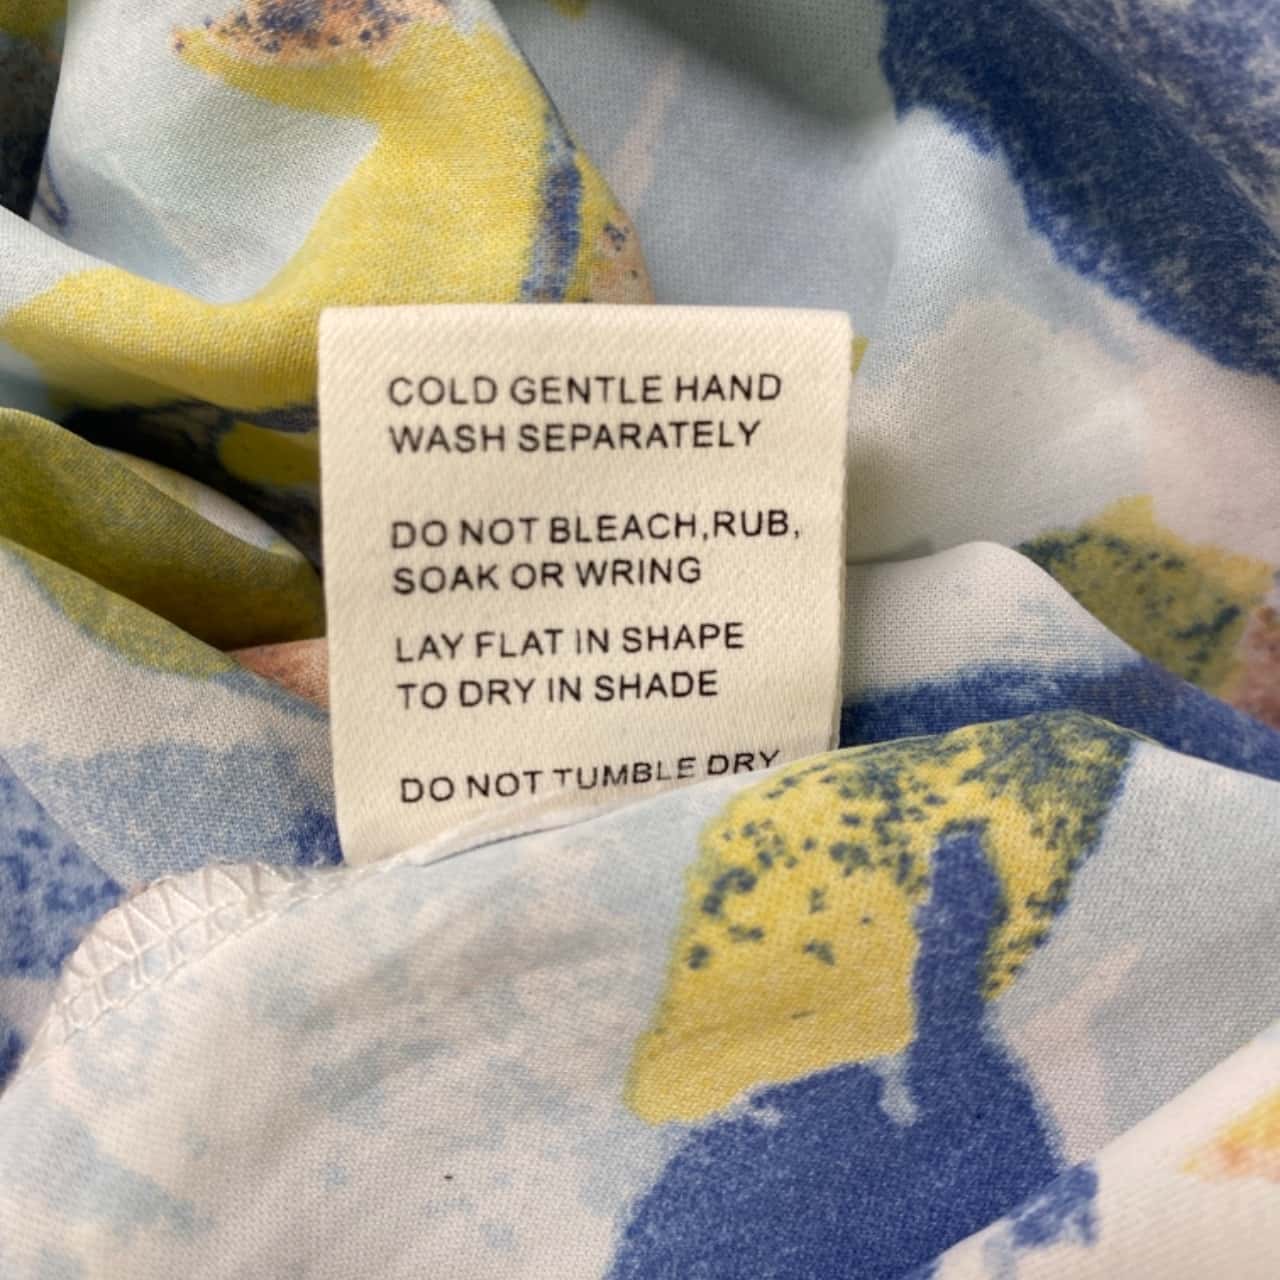 COLD GENTLE HAND
WASH SEPARATELY
DO NOT BLEACH,RUB,
SOAK OR WRING
LAY FLAT IN SHAPE
TO DRY IN SHADE
DO NOT TUMBLE DRY